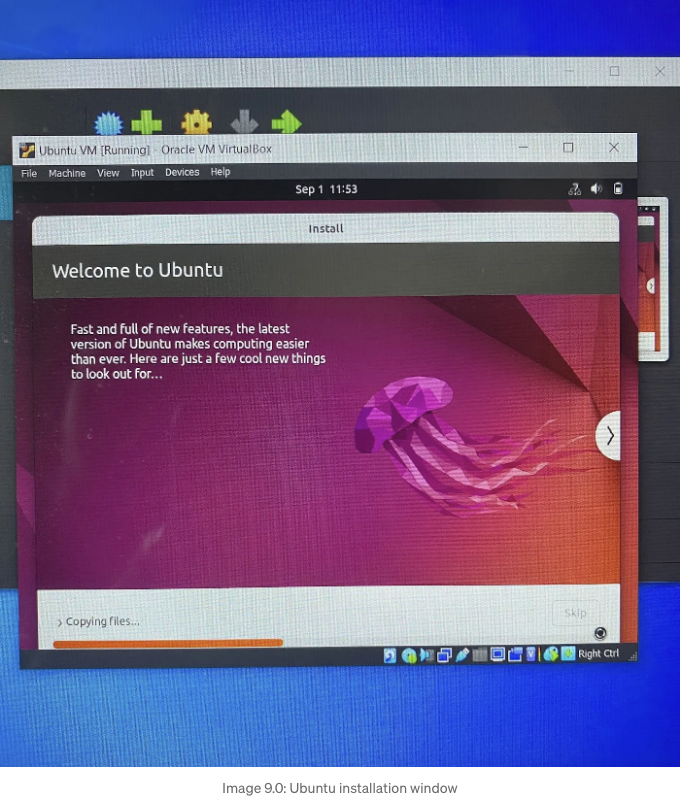 Ubuntu VM [Running] - Oracle VM VirtualBox
File Machine View Input Devices Help
Sep 1 11:53
Install
Welcome to Ubuntu
Fast and full of new features, the latest
version of Ubuntu makes computing easier
than ever. Here are just a few cool new things
to look out for...
Skip
> Copying files...
Right Ctrl
Image 9.0: Ubuntu installation window